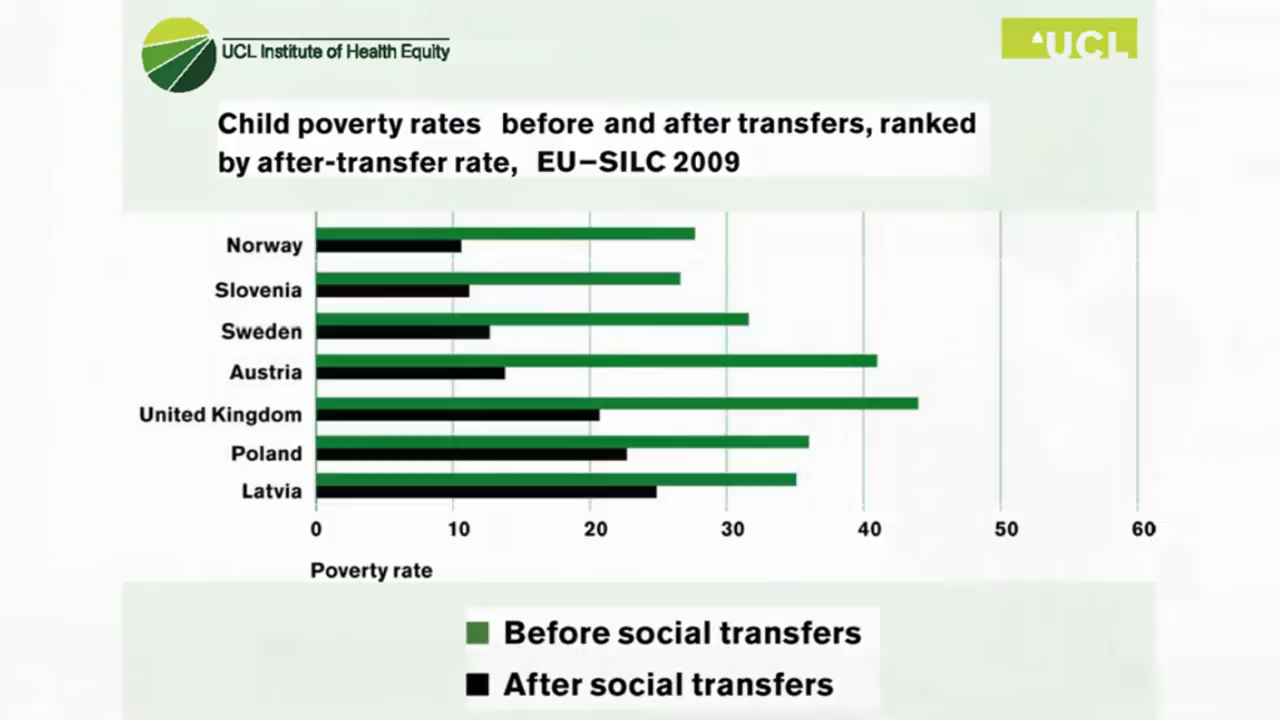 UCL Institute of Health Equity
UCL
Child poverty rates before and after transfers, ranked
by after-transfer rate, EU–SILC 2009
Norway
Slovenia
Sweden
Austria
United Kingdom
Poland
Latvia
0 10 20 30 40 50 60
Poverty rate
Before social transfers
After social transfers